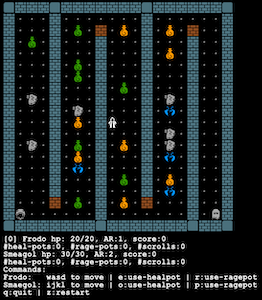 [0] Frodo hp: 20/20, AR:1, score:0
#heal-pots:0, #rage-pots:0, #scrolls:0
Smeagol hp: 30/30, AR:2, score:0
#heal-pots:0, #rage-pots:0, #scrolls:0
Commands:
Frodo: wasd to move | e:use-healpot | r:use-ragepot
Smeagol: ijkl to move | o:use-healpot | p:use-ragepot
q:quit | z:restart